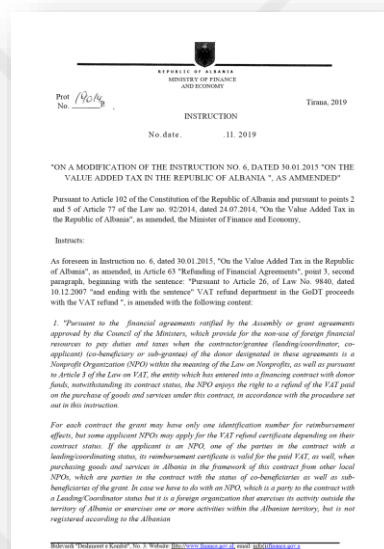 REPUBLIC OF ALBANIA
MINISTRY OF FINANCE
AND ECONOMY
Prot
No.
Tirana, 2019
INSTRUCTION
No.date. .11. 2019
"ON A MODIFICATION OF THE INSTRUCTION NO. 6, DATED 30.01.2015 "ON THE
VALUE ADDED TAX IN THE REPUBLIC OF ALBANIA ", AS AMMENDED"
Pursuant to Article 102 of the Constitution of the Republic of Albania and pursuant to points 2
and 5 of Article 77 of the Law no. 92/2014, dated 24.07.2014, "On the Value Added Tax in
the Republic of Albania", as amended, the Minister of Finance and Economy,
Instructs:
As foreseen in Instruction no. 6, dated 30.01.2015, "On the Value Added Tax in the Republic
of Albania", as amended, in Article 63 "Refunding of Financial Agreements", point 3, second
paragraph, beginning with the sentence: "Pursuant to Article 26, of Law No. 9840, dated
10.12.2007 "and ending with the sentence" VAT refund department in the GoDT proceeds
with the VAT refund ", is amended with the following content:
1. "Pursuant to the financial agreements ratified by the Assembly or grant agreements
approved by the Council of the Ministers, which provide for the non-use of foreign financial
resources to pay duties and taxes when the contractor/grantee (leading/coordinator, co-
applicant) (co-beneficiary or sub-grantee) of the donor designated in these agreements is a
Nonprofit Organization (NPO) within the meaning of the Law on Nonprofits, as well as pursuant
to Article 3 of the Law on VAT, the entity which has entered into a financing contract with donor
funds, notwithstanding its contract status, the NPO enjoys the right to a refund of the VAT paid
on the purchase of goods and services under this contract, in accordance with the procedure set
out in this instruction.
For each contract the grant may have only one identification number for reimbursement
effects, but some applicant NPOs may apply for the VAT refund certificate depending on their
contract status. If the applicant is an NPO, one of the parties in the contract with a
leading/coordinating status, its reimbursement certificate is valid for the paid VAT, as well, when
purchasing goods and services in Albania in the framework of this contract from other local
NPOs, which are parties in the contract with the status of co-beneficiaries as well as sub-
beneficiaries of the grant. In case we have to do with an NPO, which is a party to the contract with
a Leading/Coordinator status but it is a foreign organization that exercises its activity outside the
territory of Albania or exercises one or more activities within the Albanian territory, but is not
registered according to the Albanian
Bulevardi "Deshmoret e Kombit", No. 3; Website: http://www.finance.gov.al; email: